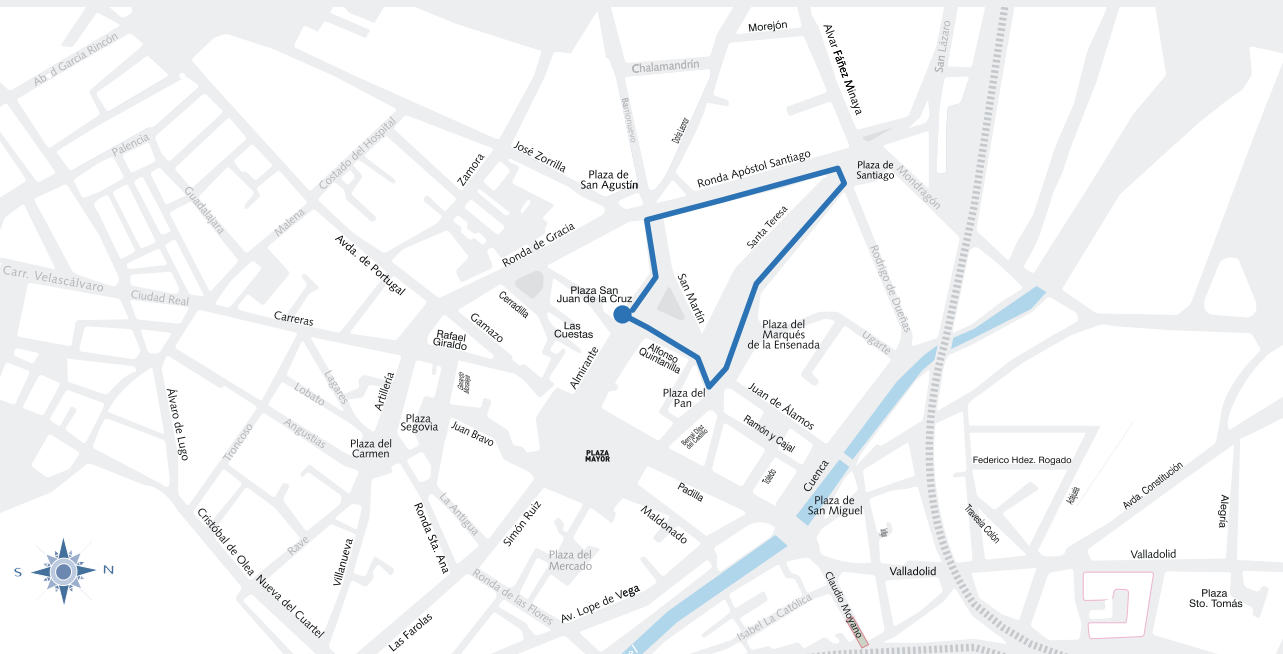 Morejón
Alvar Fáñez Minaya
San Lázaro
Ab. d García Rincón
Chalamandrín
Barrionuevo
Palencia
Costado del Hospital
José Zorrilla
Zamora
Plaza de
San Agustín
Ronda Apóstol Santiago
Plaza de
Santiago
Mondragón
Guadalajara
Malena
Santa Teresa
Avda. de Portugal
Ronda de Gracia
Rodrigo de Dueñas
Carr. Velascálvaro
Ciudad Real
Carreras
Cerradilla
Plaza San
Juan de la Cruz
San Martín
Gamazo
Rafael
Giraldo
Las
Cuestas
Plaza del
Marqués
de la Ensenada
Ugarte
Alfonso
Quintanilla
Almirante
Álvaro de Lugo
Lobato
Lagares
Artillería
Plaza del
Pan
Juan de Álamos
Troncoso
Angustias
Plaza
Segovia
Juan Bravo
Ramón y Cajal
Plaza del
Carmen
PLAZA
MAYOR
Toledo
Cuenca
Federico Hdez. Rogado
Avda. Constitución
Padilla
Plaza de
San Miguel
Alegría
La Antigua
Ronda Sta. Ana
Simón Ruiz
Maldonado
Travesía Colón
Cristóbal de Olea
Rave
Villanueva
Plaza del
Mercado
Valladolid
Valladolid
S
N
Nueva del Cuartel
Ronda de las Flores
Av. Lope de Vega
Claudio Moyano
Plaza
Sto. Tomás
Isabel La Católica
Las Farolas